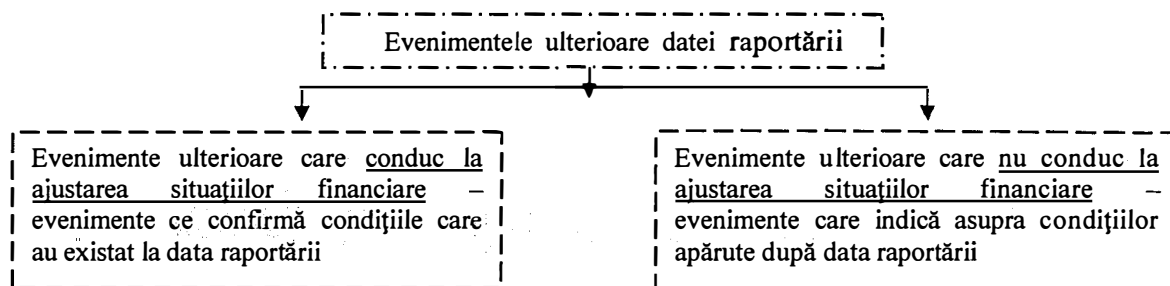 Evenimentele ulterioare datei raportării
Evenimente ulterioare care conduc la
ajustarea situaţiilor financiare –
evenimente ce confirmă condiţiile care
au existat la data raportării
Evenimente ulterioare care nu conduc la
ajustarea situaţiilor financiare –
evenimente care indică asupra condiţiilor
apărute după data raportării